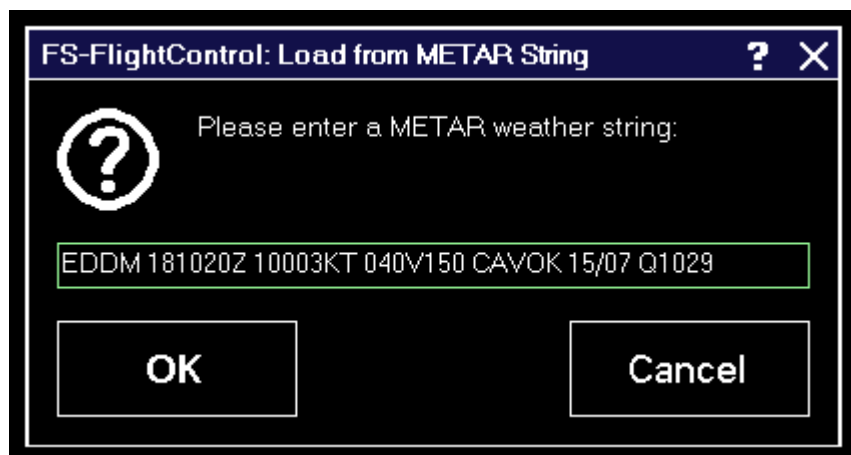 FS-FlightControl: Load from METAR String ? X
? Please enter a METAR weather string:
EDDM 181020Z 10003KT 040V150 CAVOK 15/07 Q1029
OK Cancel